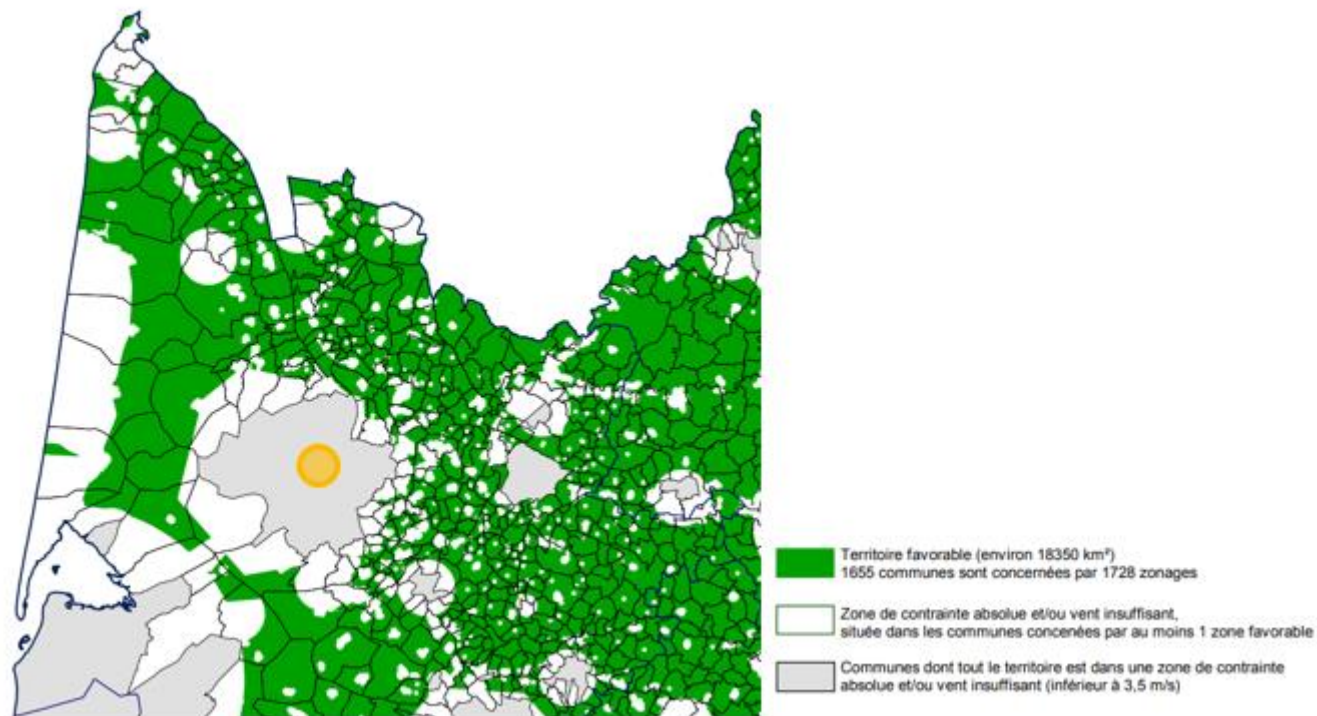 Territoire favorable (environ 18350 km²)
1655 communes sont concernées par 1728 zonages
Zone de contrainte absolue et/ou vent insuffisant,
située dans les communes concenées par au moins 1 zone favorable
Communes dont tout le territoire est dans une zone de contrainte
absolue et/ou vent insuffisant (inférieur à 3,5 m/s)